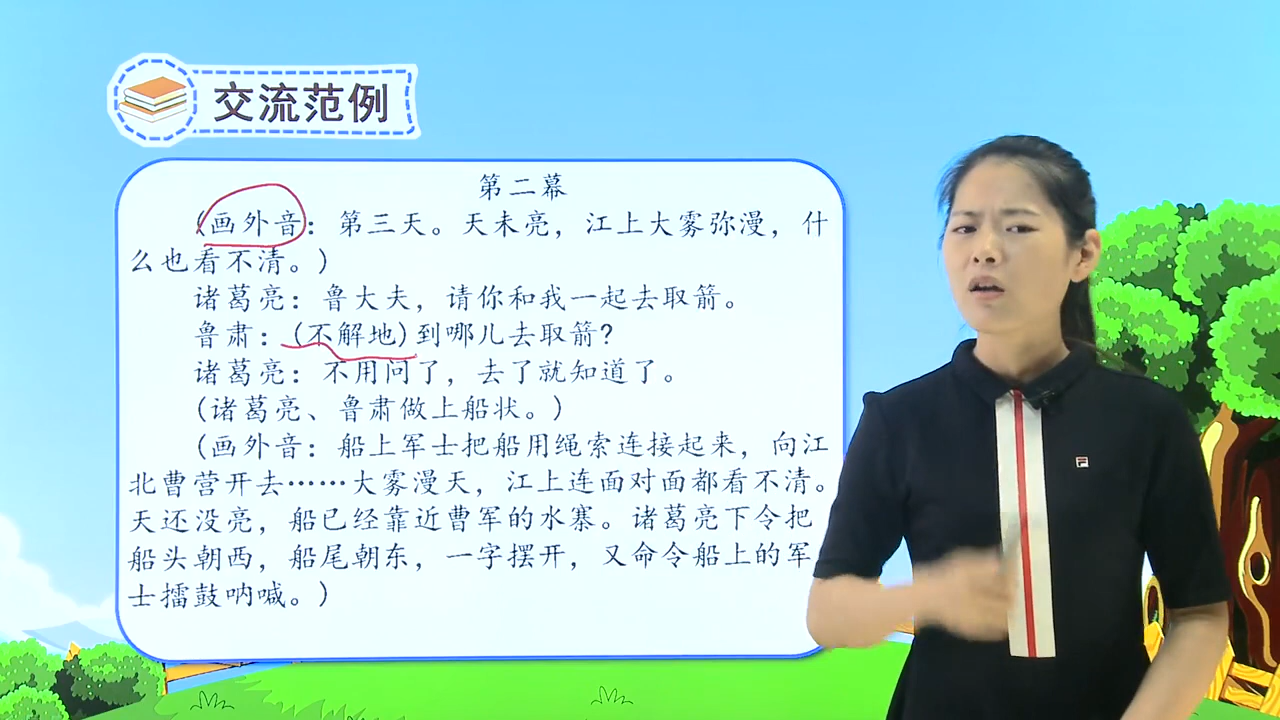 交流范例
第二幕
(画外音：第三天。天未亮，江上大雾弥漫，什
么也看不清。)
诸葛亮：鲁大夫，请你和我一起去取箭。
鲁肃：(不解地)到哪儿去取箭?
诸葛亮：不用问了，去了就知道了。
(诸葛亮、鲁肃做上船状。)
(画外音：船上军士把船用绳索连接起来，向江
北曹营开去……大雾漫天，江上连面对面都看不清。
天还没亮，船已经靠近曹军的水寨。诸葛亮下令把
船头朝西，船尾朝东，一字摆开，又命令船上的军
士擂鼓呐喊。)